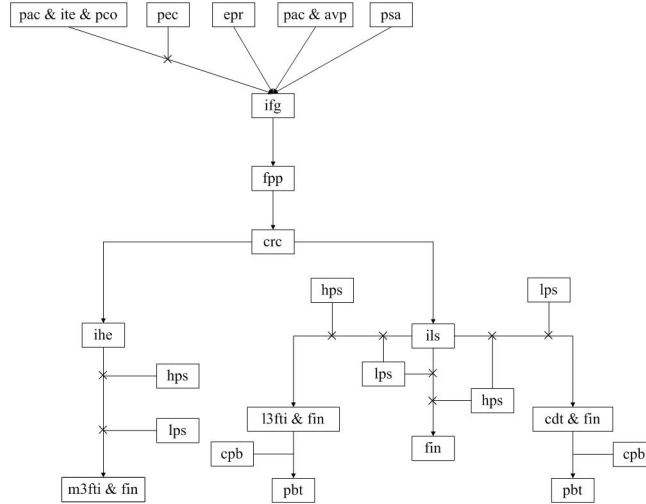 pac & ite & pco
pec
epr
pac & avp
psa
ifg
fpp
crc
hps
lps
ihe
ils
hps
lps
hps
lps
l3fti & fin
cdt & fin
fin
cpb
cpb
m3fti & fin
pbt
pbt